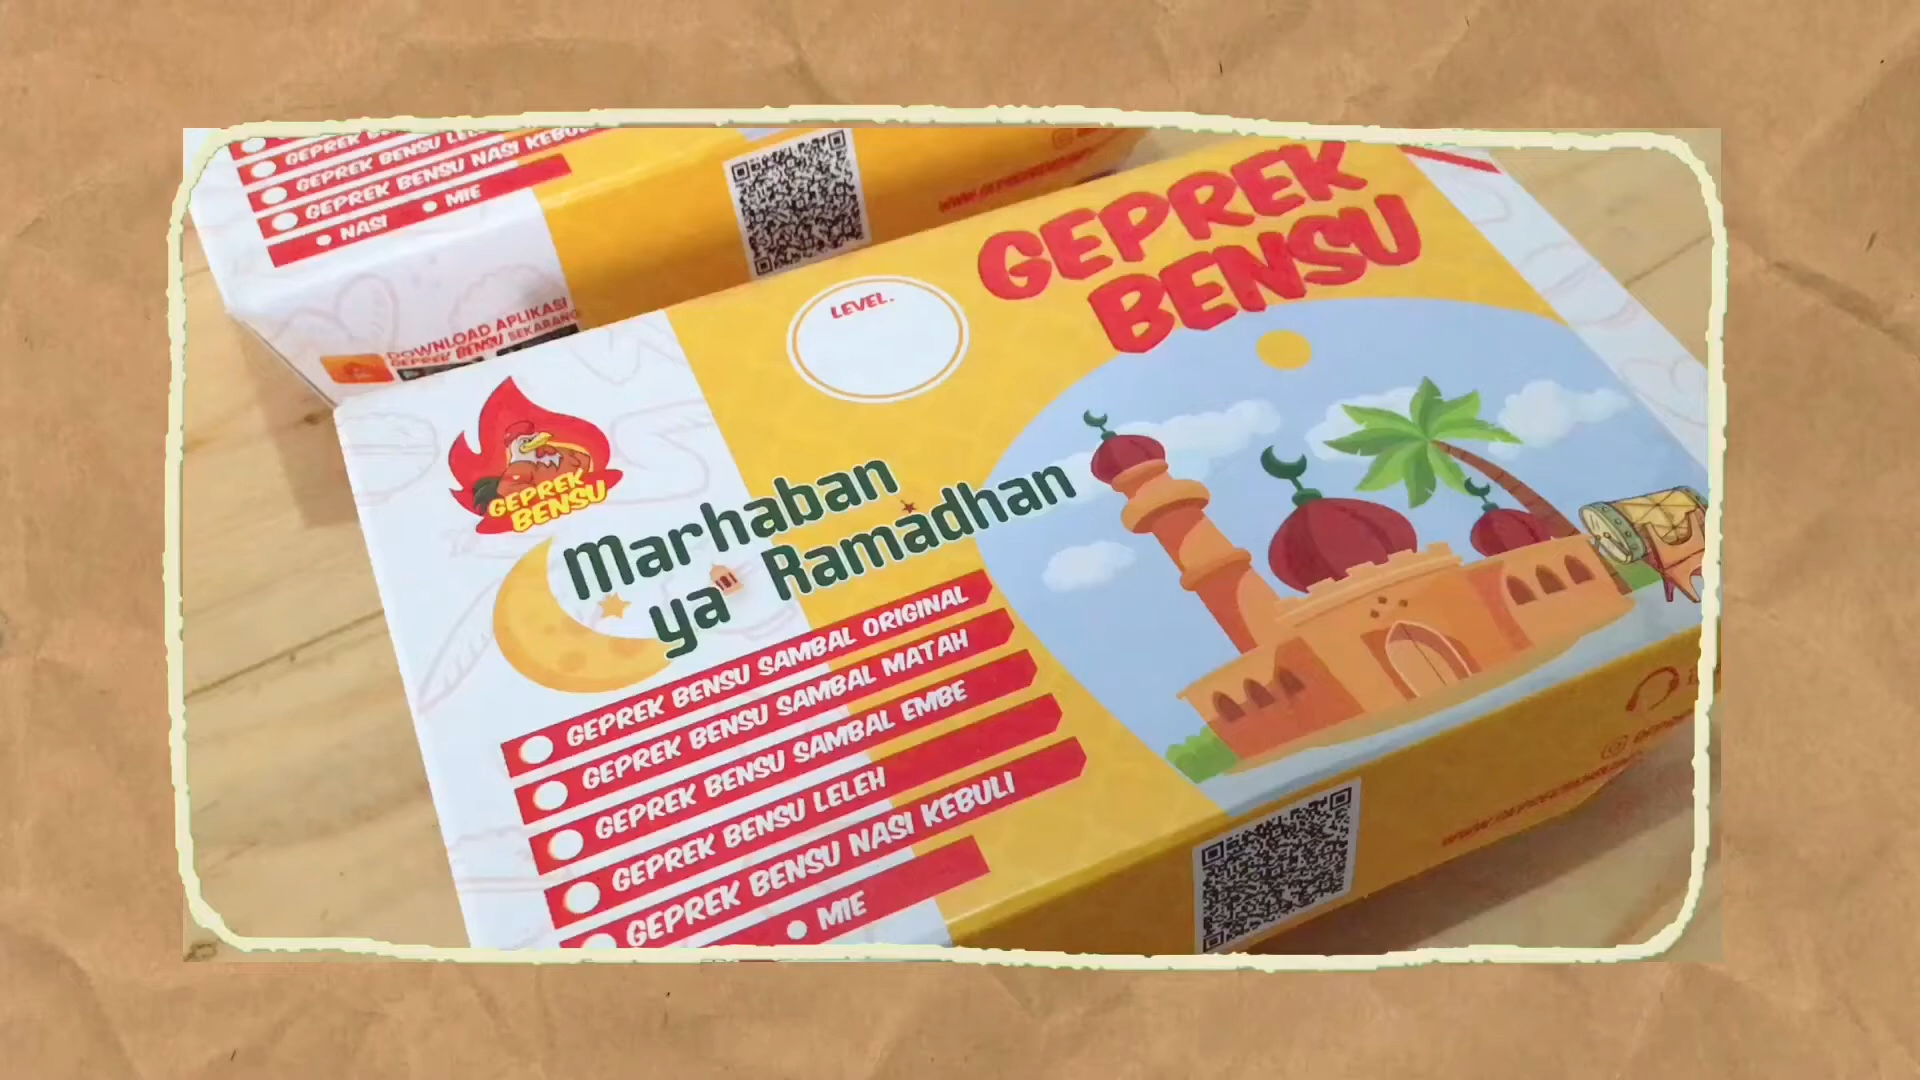 GEPREK BENSU NASI KEBULI
NASI
MIE
DOWNLOAD APLIKASI
GEPREK BENSU SEKARANG
LEVEL.
GEPREK
BENSU
GEPREK
BENSU
Marhaban
ya Ramadhan
GEPREK BENSU SAMBAL ORIGINAL
GEPREK BENSU SAMBAL MATAH
GEPREK BENSU SAMBAL EMBE
GEPREK BENSU LELEH
GEPREK BENSU NASI KEBULI
MIE